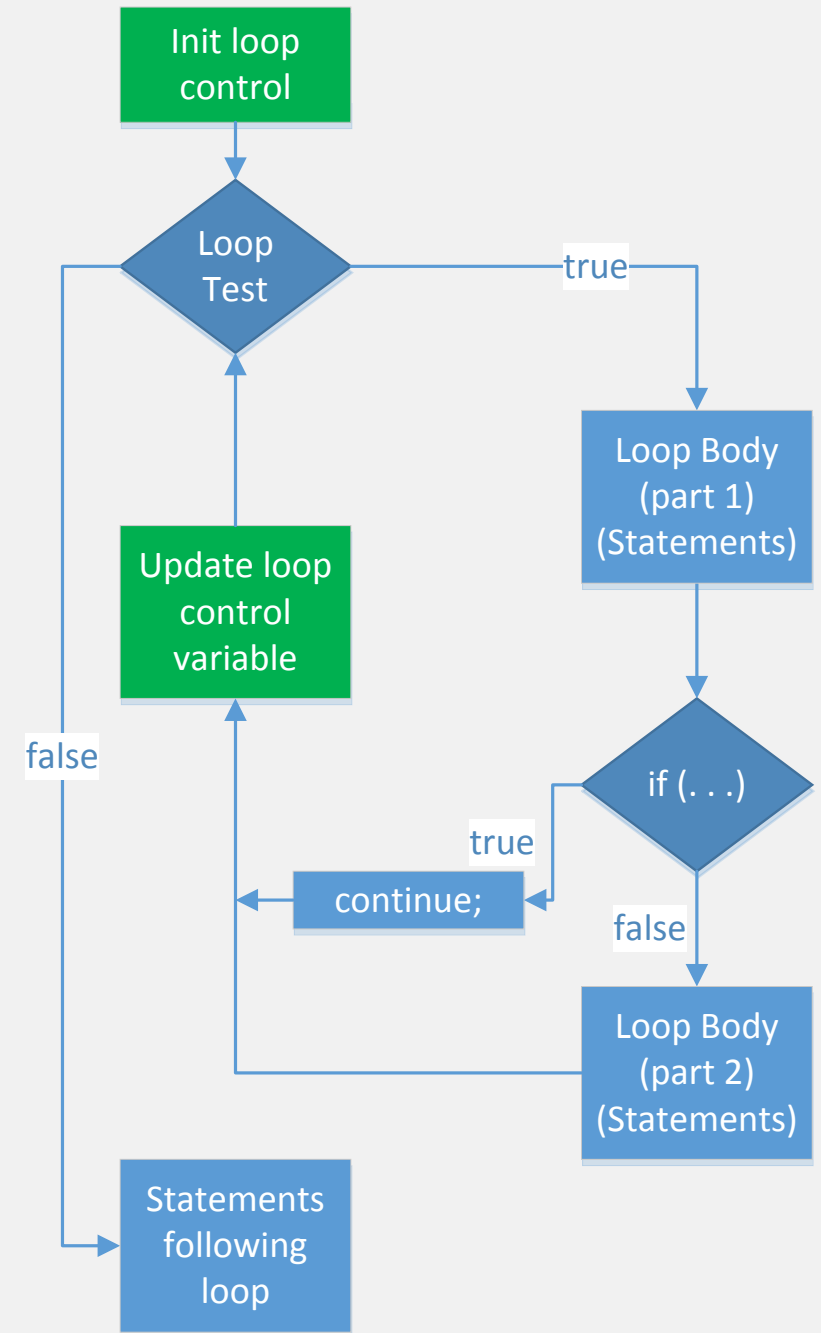 Init loop
control
Loop
Test
true
Loop Body
(part 1)
(Statements)
Update loop
control
variable
false
if (. . .)
true
continue;
false
Loop Body
(part 2)
(Statements)
Statements
following
loop